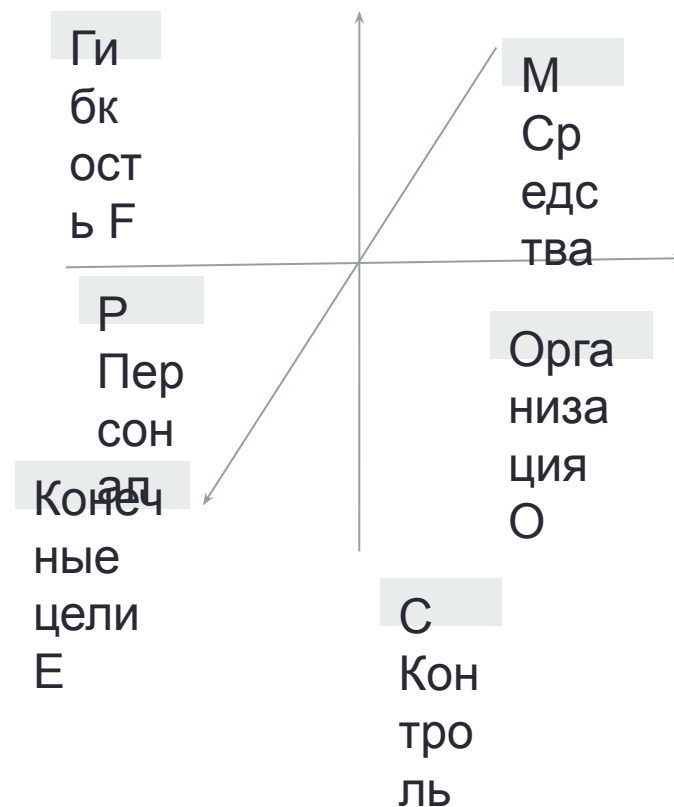 Ги
бк
ост
ь F
М
Ср
едс
тва
P
Пер
сон
ал
Орга
низа
ция
О
Конеч
ные
цели
Е
С
Кон
тро
ль